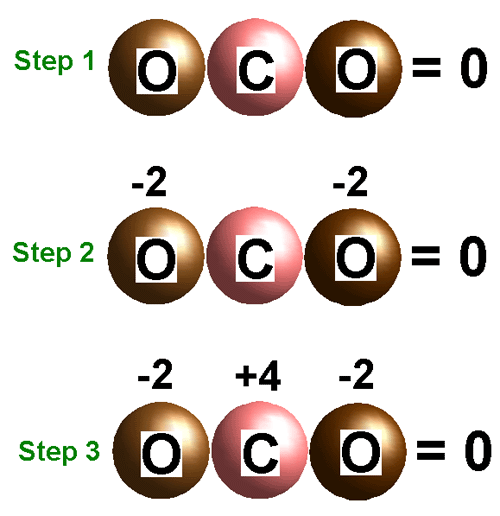 Step 1 O C O = 0
-2 -2
Step 2 O C O = 0
-2 +4 -2
Step 3 O C O = 0